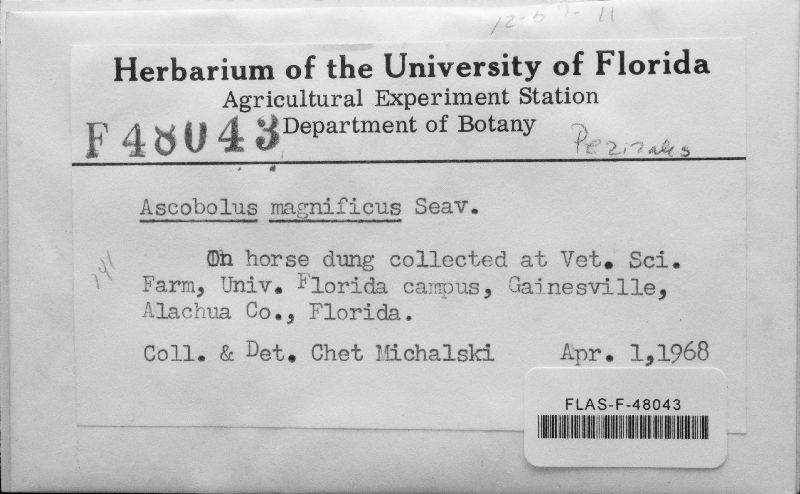 Herbarium of the University of Florida
Agricultural Experiment Station
Department of Botany
F 48043
Pezizales
Ascobolus magnificus Seav.
On horse dung collected at Vet. Sci.
Farm, Univ. Florida campus, Gainesville,
Alachua Co., Florida.
141
Coll. & Det. Chet Michalski Apr. 1,1968
FLAS-F-48043